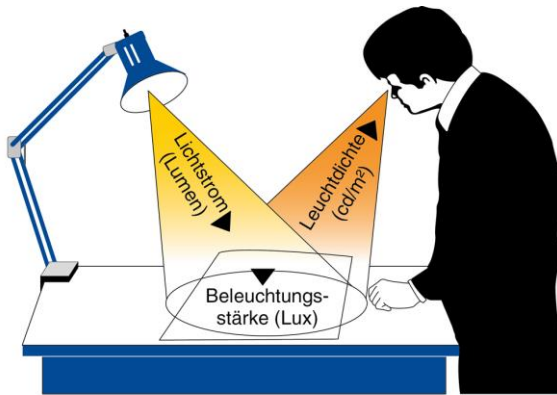 Lichtstrom
(Lumen)
Leuchtdichte
(cd/m²)
Beleuchtungs-
stärke (Lux)